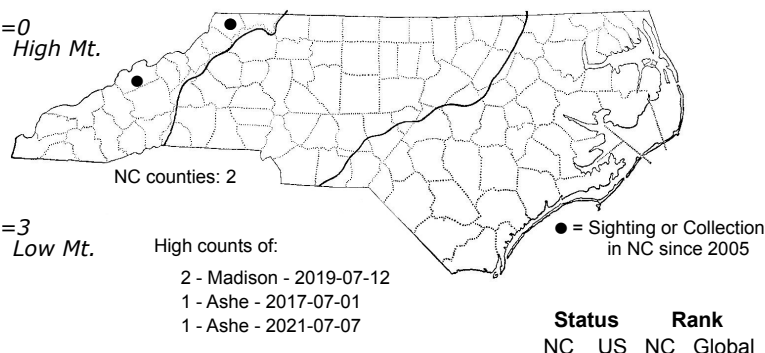 =0
High Mt.
NC counties: 2
=3
Low Mt.
High counts of:
2 - Madison - 2019-07-12
1 - Ashe - 2017-07-01
1 - Ashe - 2021-07-07
● = Sighting or Collection
in NC since 2005
Status Rank
NC US NC Global